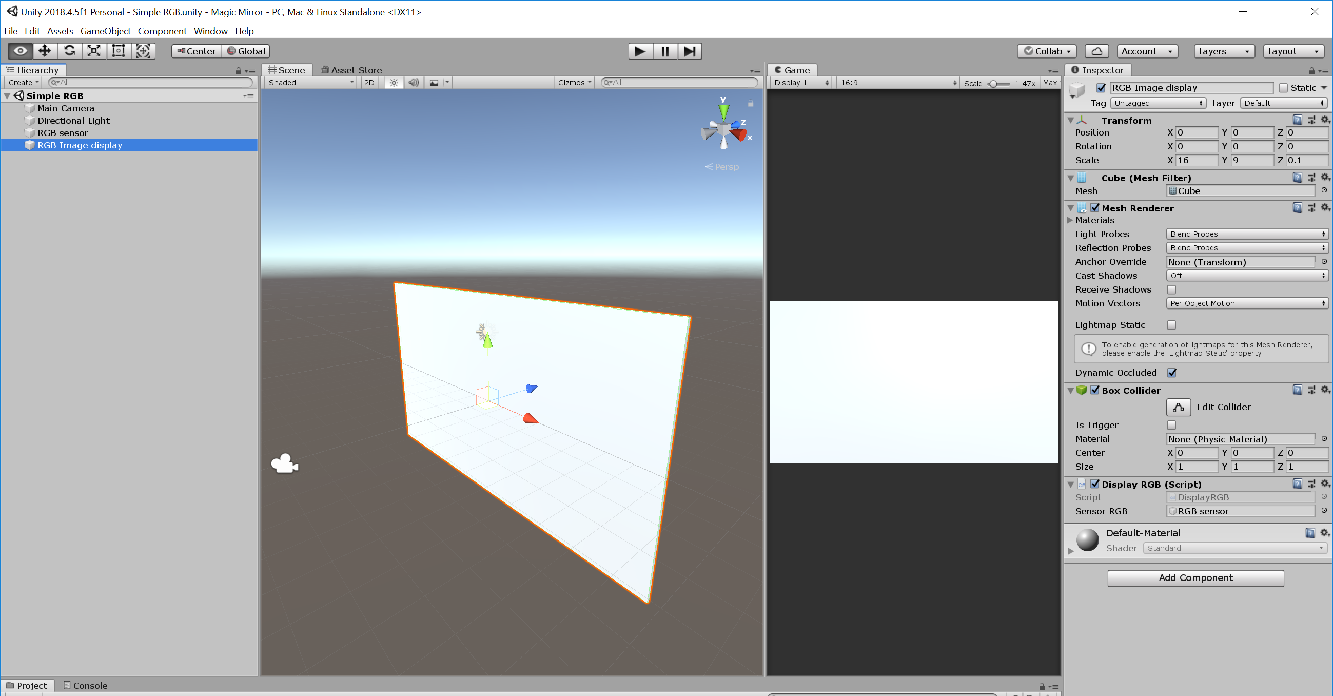 Unity 2018.4.5f1 Personal - Simple RGB.unity - Magic Mirror - PC, Mac & Linux Standalone <DX11>
File Edit Assets GameObject Component Window Help
Center Global Collab Account Layers Layout
Hierarchy
Create All
Simple RGB
Main Camera
Directional Light
RGB sensor
RGB Image display
Scene Asset Store
Shaded 2D Gizmos All
Y
Z
X
Persp
Game
Display 1 16:9 Scale 47x Max
Inspector
RGB Image display Static
Tag Untagged Layer Default
Transform
Position X 0 Y 0 Z 0
Rotation X 0 Y 0 Z 0
Scale X 16 Y 9 Z 0.1
Cube (Mesh Filter)
Mesh Cube
Mesh Renderer
Materials
Light Probes Blend Probes
Reflection Probes Blend Probes
Anchor Override None (Transform)
Cast Shadows Off
Receive Shadows
Motion Vectors Per Object Motion
Lightmap Static
To enable generation of lightmaps for this Mesh Renderer,
please enable the 'Lightmap Static' property
Dynamic Occluded
Box Collider
Edit Collider
Is Trigger
Material None (Physic Material)
Center X 0 Y 0 Z 0
Size X 1 Y 1 Z 1
Display RGB (Script)
Script DisplayRGB
Sensor RGB RGB sensor
Default-Material
Shader Standard
Add Component
Project Console